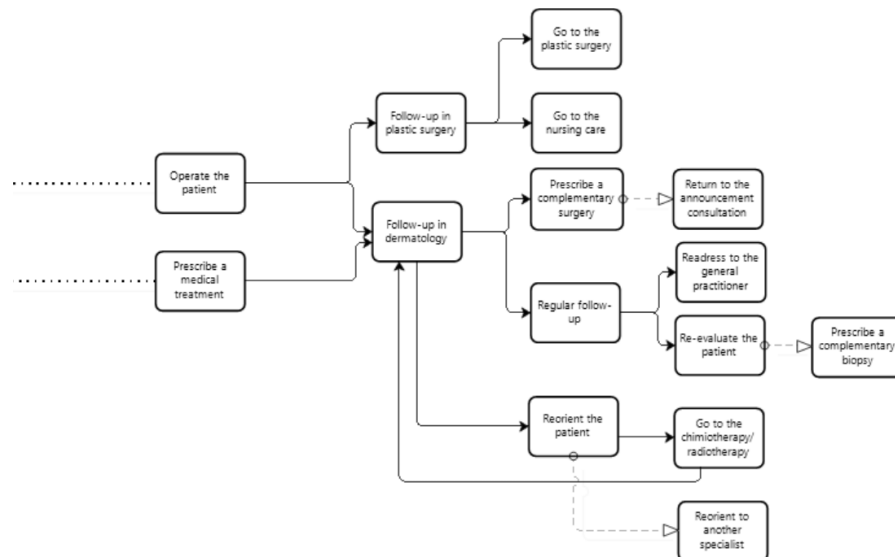 Go to the
plastic surgery
Follow-up in
plastic surgery
Go to the
nursing care
Operate the
patient
Prescribe a
complementary
surgery
Return to the
announcement
consultation
Follow-up in
dermatology
Prescribe a
medical
treatment
Readress to the
general
practitioner
Regular follow-
up
Re-evaluate the
patient
Prescribe a
complementary
biopsy
Reorient the
patient
Go to the
chimiotherapy/
radiotherapy
Reorient to
another
specialist